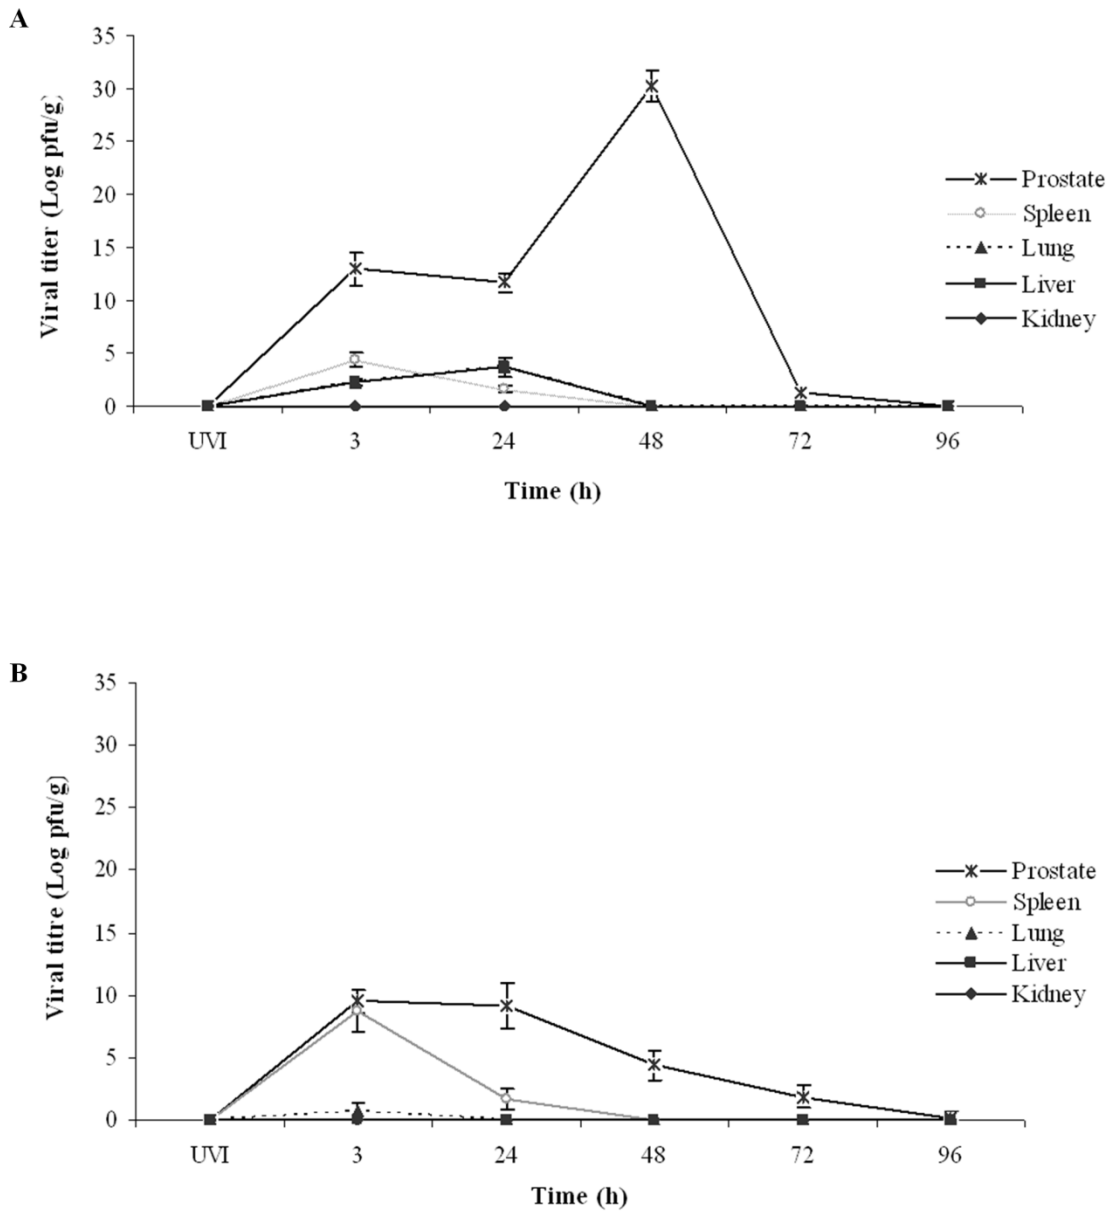 A
35
30
25
20
15
10
5
0
Viral titer (Log pfu/g)
UVI 3 24 48 72 96
Time (h)
Prostate
Spleen
Lung
Liver
Kidney
B
35
30
25
20
15
10
5
0
Viral titre (Log pfu/g)
UVI 3 24 48 72 96
Time (h)
Prostate
Spleen
Lung
Liver
Kidney